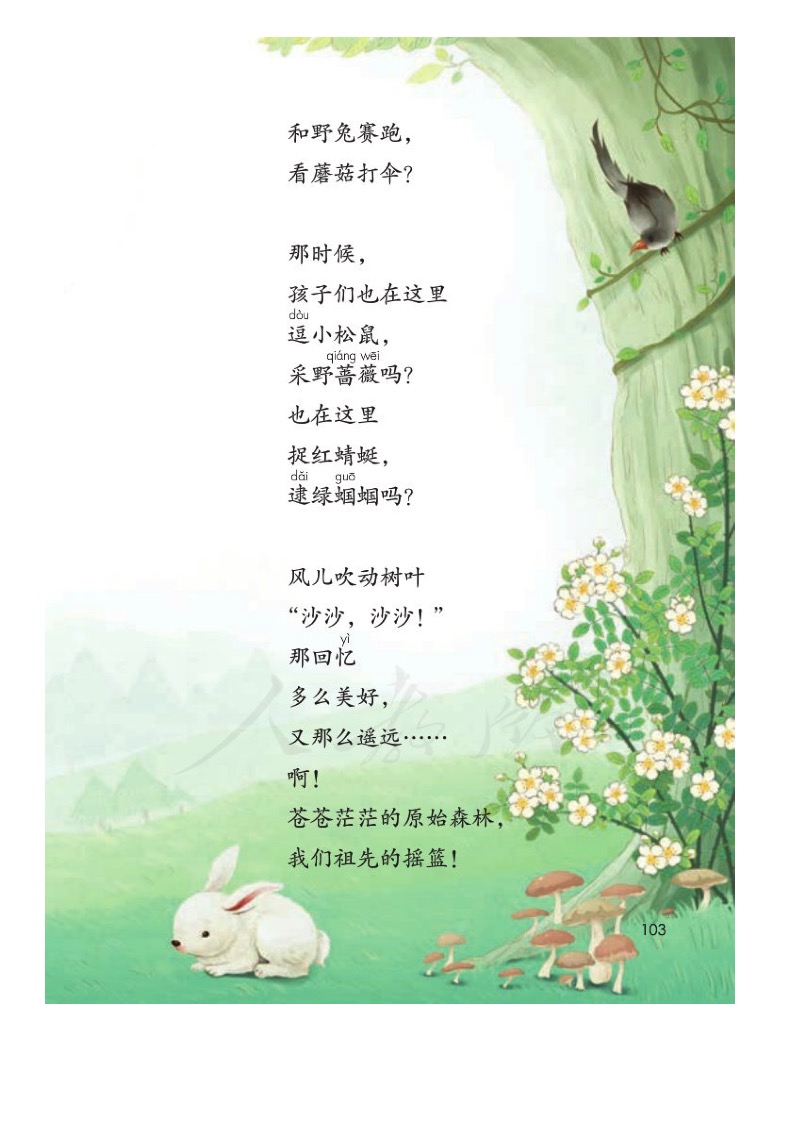 和野兔赛跑，
看蘑菇打伞？
那时候，
孩子们也在这里
dòu
逗小松鼠，
qiáng wēi
采野蔷薇吗？
也在这里
捉红蜻蜓，
dǎi guō
逮绿蝈蝈吗？
风儿吹动树叶
“沙沙，沙沙！”
yì
那回忆
多么美好，
又那么遥远……
啊！
苍苍茫茫的原始森林，
我们祖先的摇篮！
103